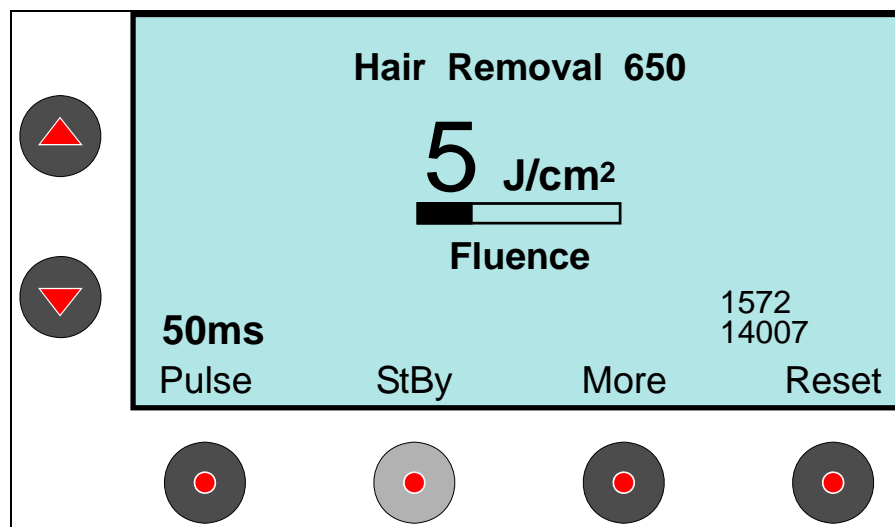 Hair Removal 650
5 J/cm²
Fluence
1572
50ms 14007
Pulse StBy More Reset